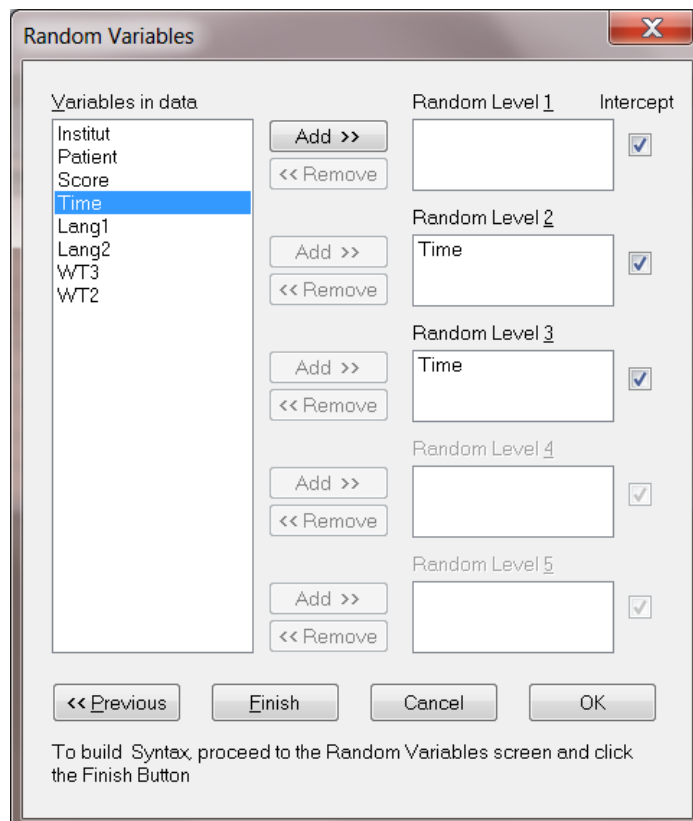 Random Variables
X
Variables in data
Institut
Patient
Score
Time
Lang1
Lang2
WT3
WT2
Add >>
<< Remove
Random Level 1
Intercept
Add >>
<< Remove
Random Level 2
Time
Add >>
<< Remove
Random Level 3
Time
Add >>
<< Remove
Random Level 4
Add >>
<< Remove
Random Level 5
<< Previous
Finish
Cancel
OK
To build Syntax, proceed to the Random Variables screen and click
the Finish Button